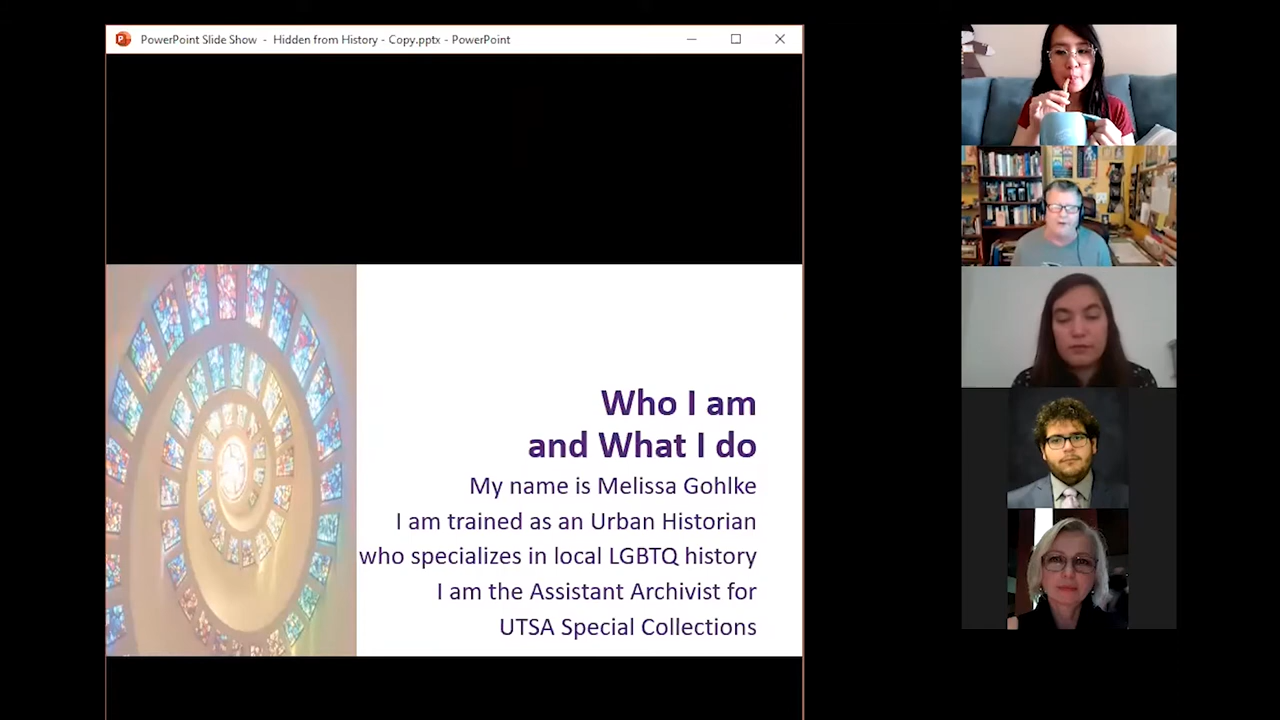 PowerPoint Slide Show - Hidden from History - Copy.pptx - PowerPoint
Who I am
and What I do
My name is Melissa Gohlke
I am trained as an Urban Historian
who specializes in local LGBTQ history
I am the Assistant Archivist for
UTSA Special Collections